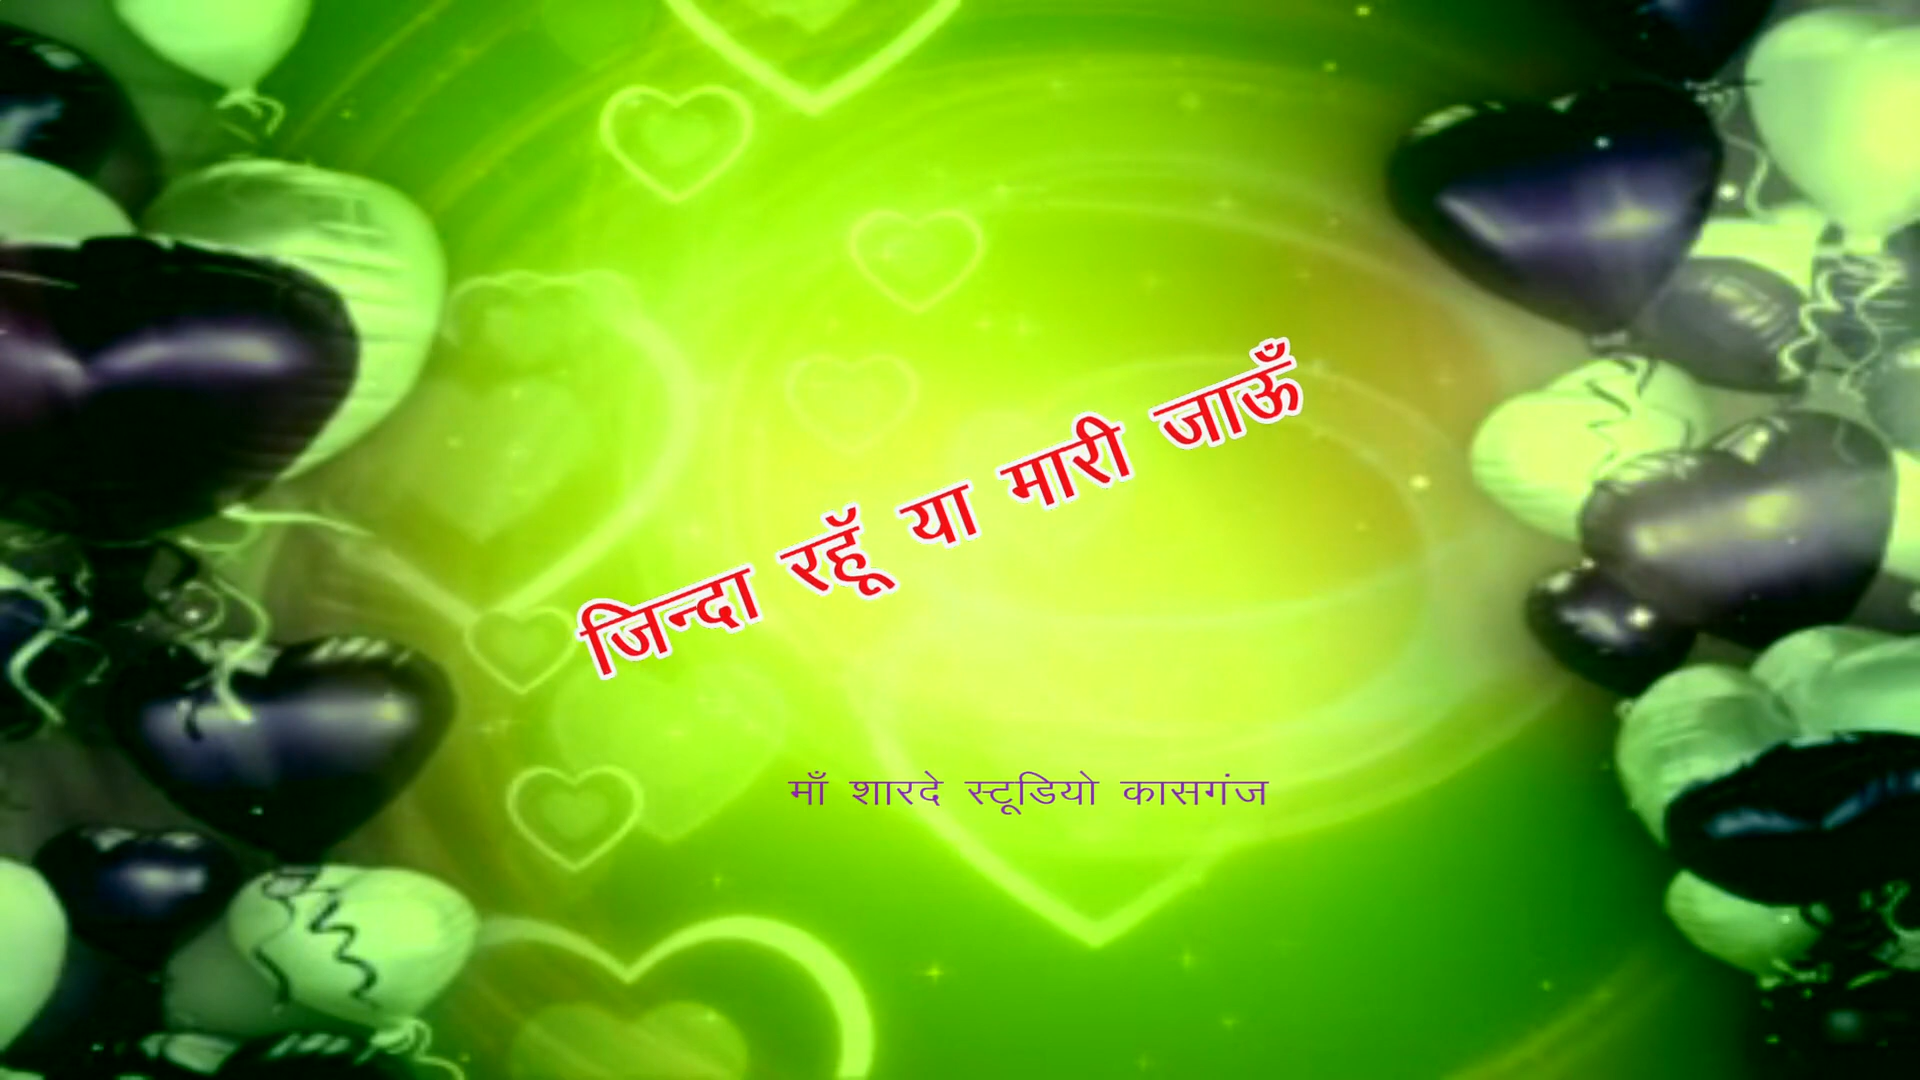 जिन्दा रहूॅ या मारी जाऊँ
माँ शारदे स्टूडियो कासगंज